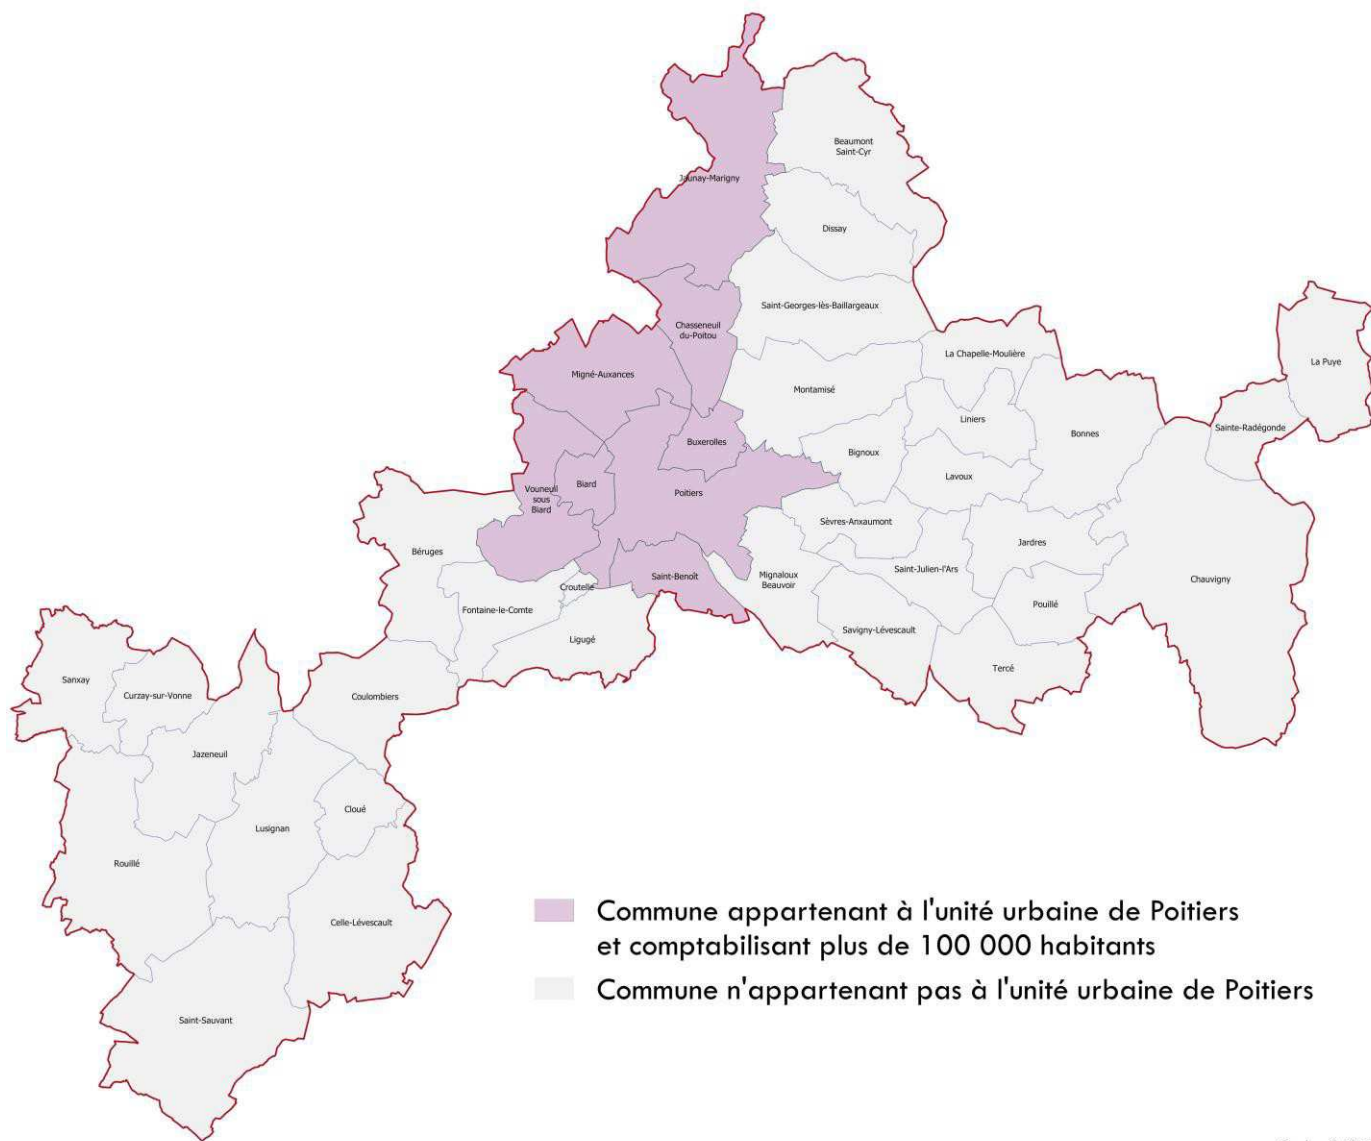 Beaumont
Saint-Cyr
Jaunay-Marigny
Dissay
Saint-Georges-lès-Baillargeaux
Chasseneuil
du-Poitou
La Chapelle-Moulière
La Puye
Migné-Auxances
Montamisé
Liniers
Bonnes
Sainte-Radégonde
Buxerolles
Bignoux
Lavoux
Biard
Vouneuil
sous
Biard
Poitiers
Sèvres-Anxaumont
Jardres
Béruges
Saint-Benoît
Mignaloux
Beauvoir
Saint-Julien-l'Ars
Chauvigny
Croutelle
Fontaine-le-Comte
Pouillé
Ligugé
Savigny-Lévescault
Tercé
Sanxay
Curzay-sur-Vonne
Coulombiers
Jazeneuil
Cloué
Lusignan
Rouillé
Celle-Lévescault
Saint-Sauvant
Commune appartenant à l'unité urbaine de Poitiers
et comptabilisant plus de 100 000 habitants
Commune n'appartenant pas à l'unité urbaine de Poitiers